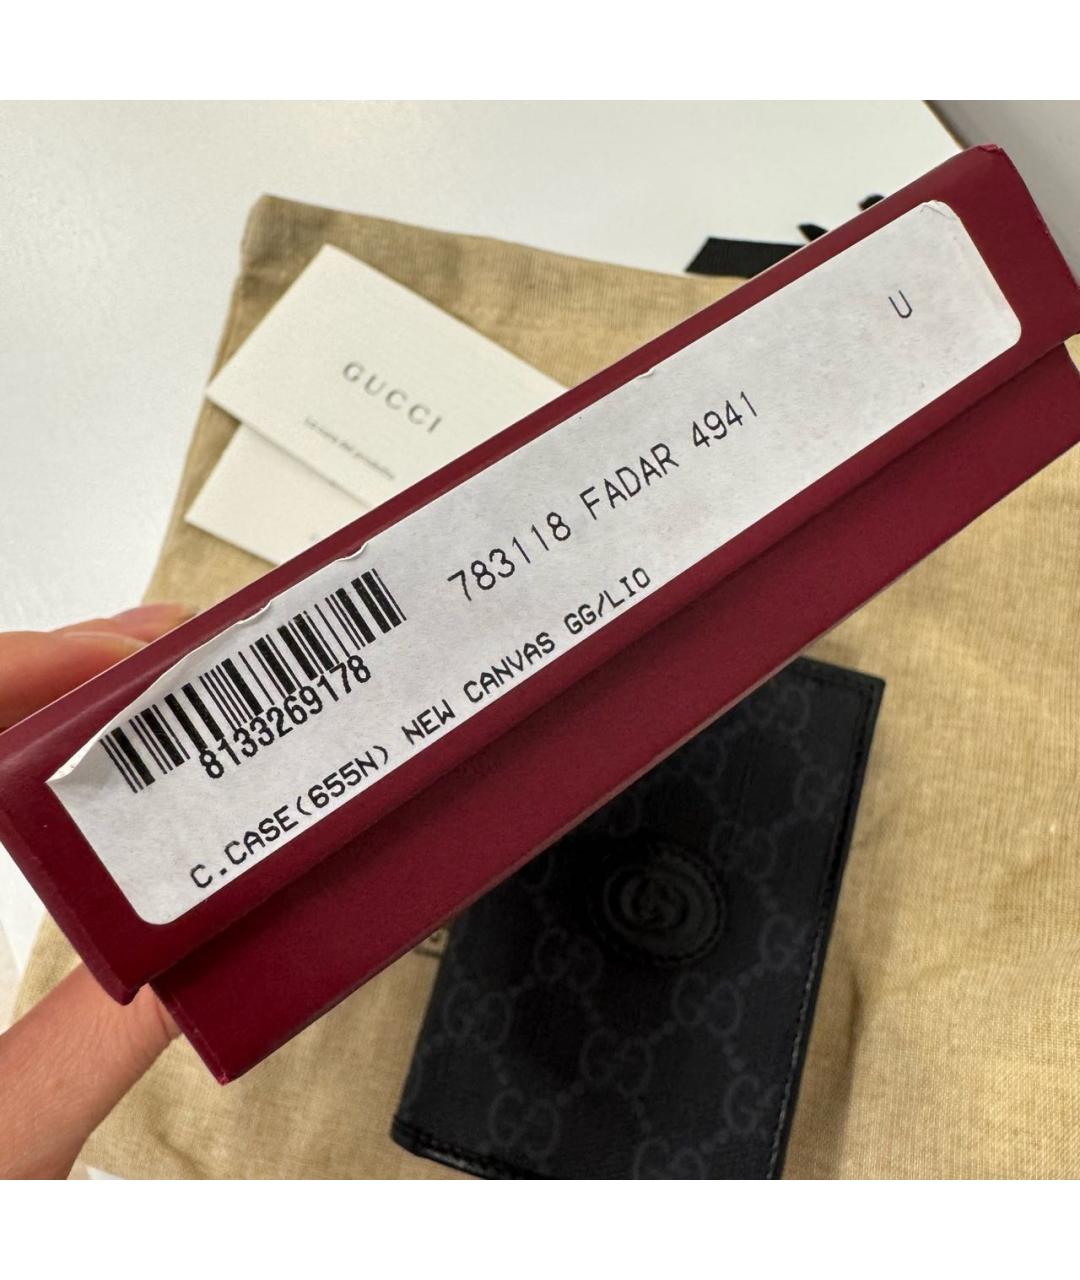 GUCCI
U
783118 FADAR 4941
8133269178
C.CASE(655N) NEW CANVAS GG/LIO